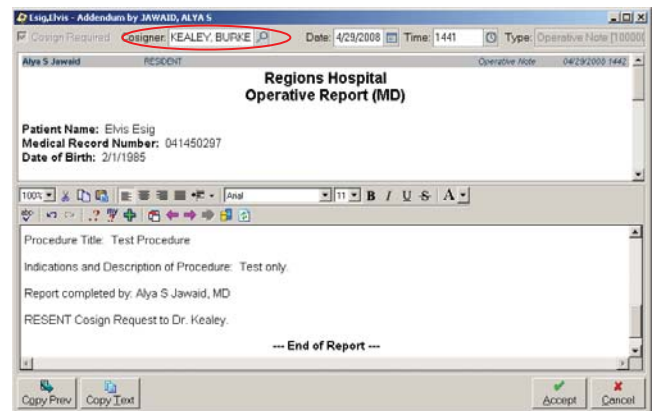 Esig,Elvis - Addendum by JAWAID, ALYA S
Cosign Required Cosigner: KEALEY, BURKE Date: 4/29/2008 Time: 1441 Type: Operative Note [10000
Alya S Jawaid RESIDENT Operative Note 04/29/2008 1442
Regions Hospital
Operative Report (MD)
Patient Name: Elvis Esig
Medical Record Number: 041450297
Date of Birth: 2/1/1985
100% Arial 11 B I U S A
Procedure Title: Test Procedure
Indications and Description of Procedure: Test only.
Report completed by: Alya S Jawaid, MD
RESENT Cosign Request to Dr. Kealey.
--- End of Report ---
Copy Prev Copy Text Accept Cancel